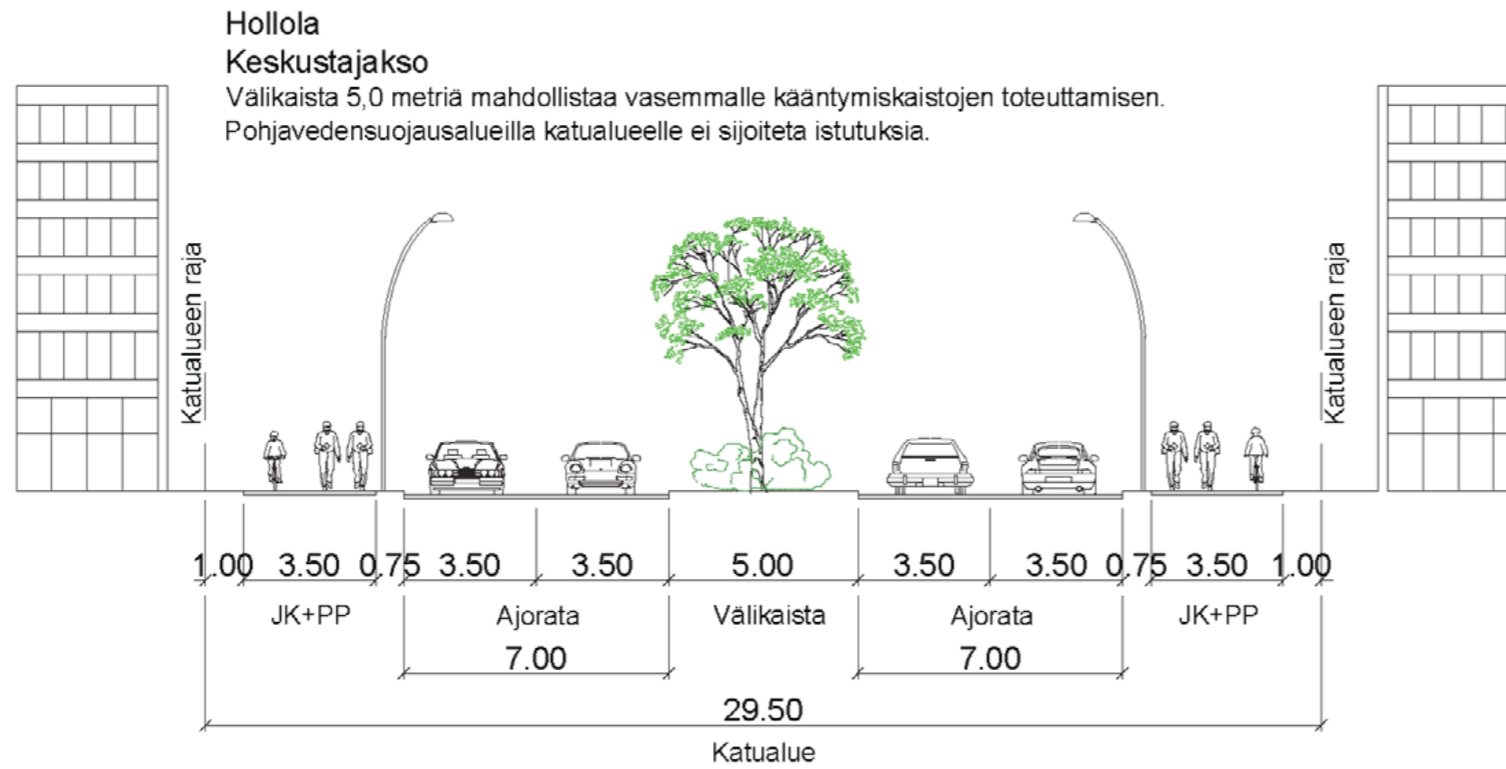 Hollola
Keskustajakso
Välikaista 5,0 metriä mahdollistaa vasemmalle kääntymiskaistojen toteuttamisen.
Pohjavedensuojausalueilla katualueelle ei sijoiteta istutuksia.
Katualueen raja
Katualueen raja
1.00 3.50 0.75 3.50 3.50 5.00 3.50 3.50 0.75 3.50 1.00
JK+PP Ajorata Välikaista Ajorata JK+PP
7.00 7.00
29.50
Katualue